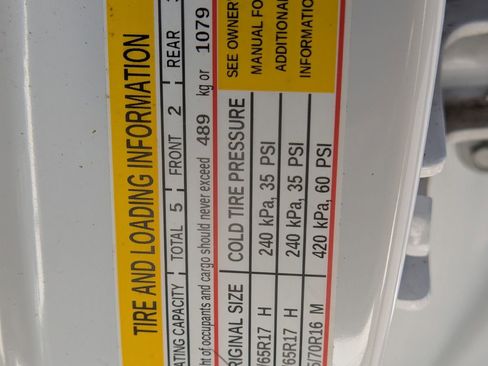 TIRE AND LOADING INFORMATION
ATING CAPACITY TOTAL 5 FRONT 2 REAR
ht of occupants and cargo should never exceed 489 kg or 1079
RIGINAL SIZE COLD TIRE PRESSURE SEE OWNER
/65R17 H 240 kPa, 35 PSI MANUAL FO
/65R17 H 240 kPa, 35 PSI ADDITIONA
5/70R16 M 420 kPa, 60 PSI INFORMATION